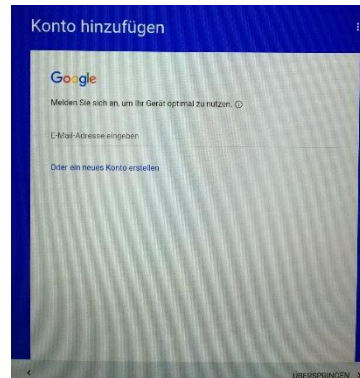 Konto hinzufügen
Google
Melden Sie sich an, um Ihr Gerät optimal zu nutzen.
E-Mail-Adresse eingeben
Oder ein neues Konto erstellen
ÜBERSPRINGEN